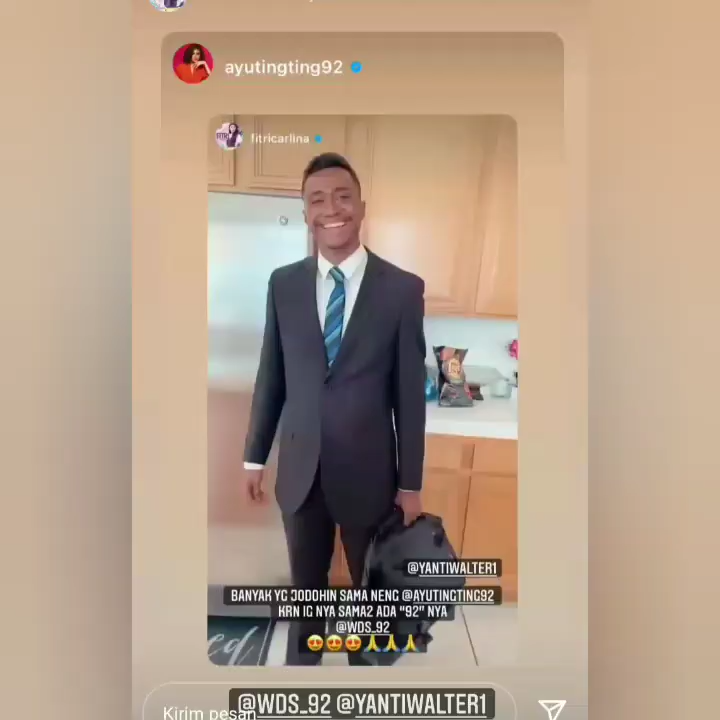 ayutingting92
fitricarlina
@YANTIWALTER1
BANYAK YG JODOHIN SAMA NENG @AYUTINGTING92
KRN IG NYA SAMA2 ADA “92” NYA
@WDS_92
😍😍😍🙏🙏🙏
ed
@WDS_92 @YANTIWALTER1
Kirim pesan